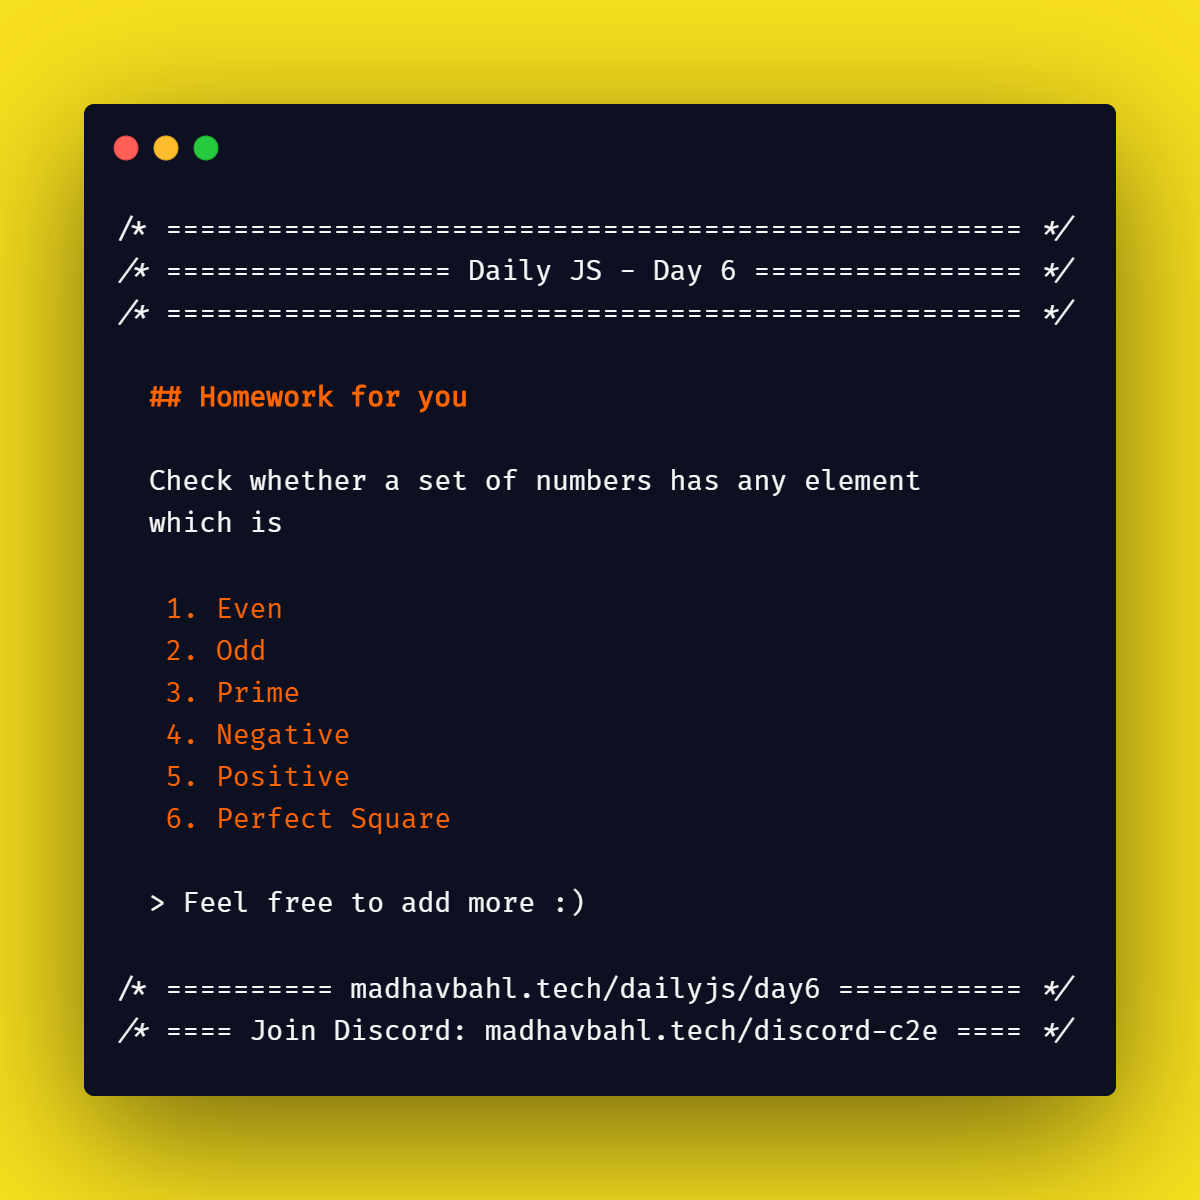 /* =================================================== */
/* ================= Daily JS - Day 6 ================ */
/* =================================================== */
## Homework for you
Check whether a set of numbers has any element
which is
1. Even
2. Odd
3. Prime
4. Negative
5. Positive
6. Perfect Square
> Feel free to add more :)
/* ========== madhavbahl.tech/dailyjs/day6 =========== */
/* ==== Join Discord: madhavbahl.tech/discord-c2e ==== */